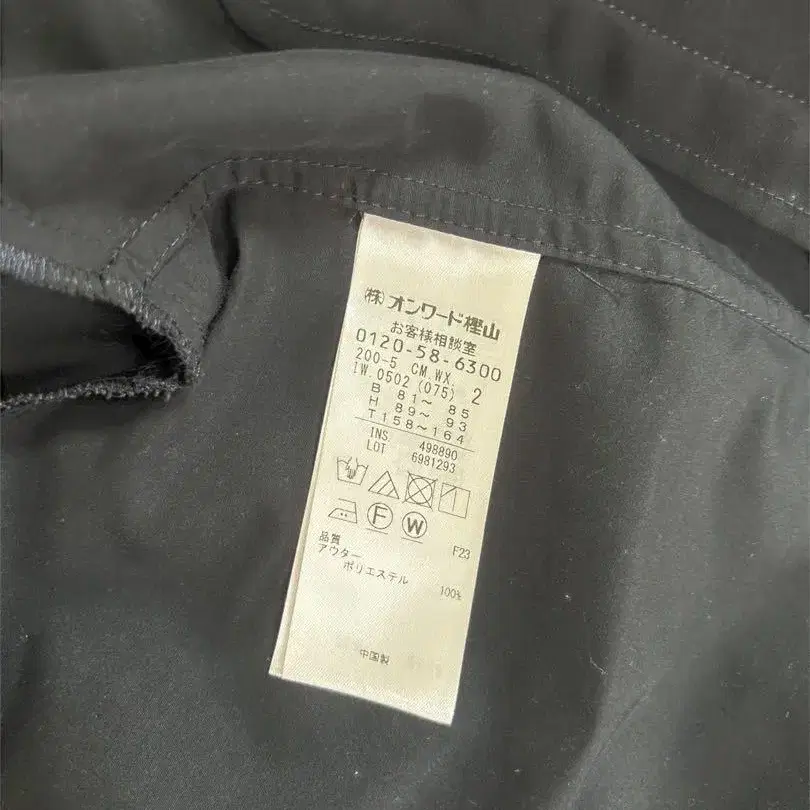 (株)オンワード樫山
お客様相談室
0120-58-6300
200-5 CM.WX. 2
IW.0502 (075)
B 81~ 85
H 89~ 93
T158~164
INS. 498890
LOT 6981293
F W
F23
品質
アウター
ポリエステル 100%
中国製